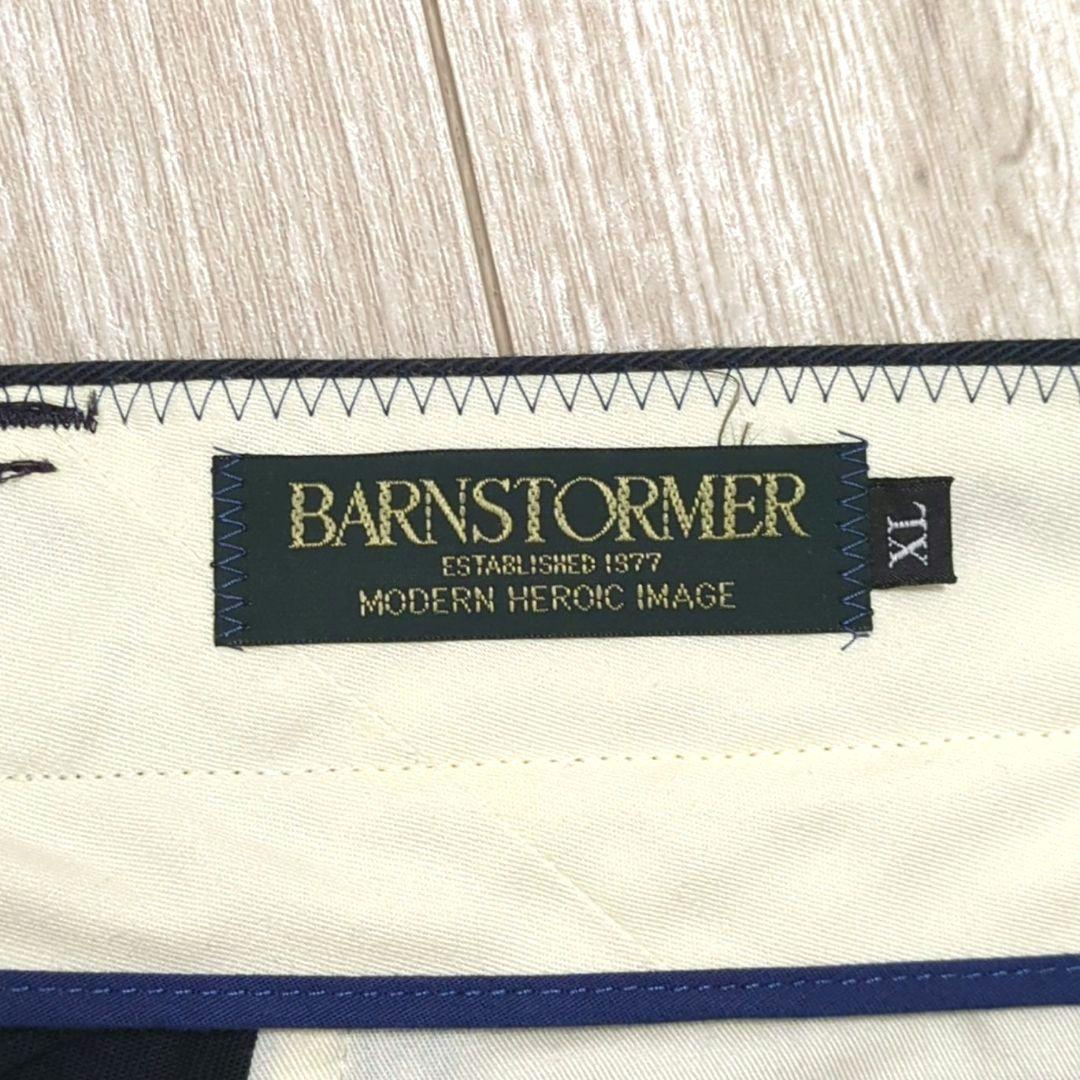 BARNSTORMER
ESTABLISHED 1977
MODERN HEROIC IMAGE
XL